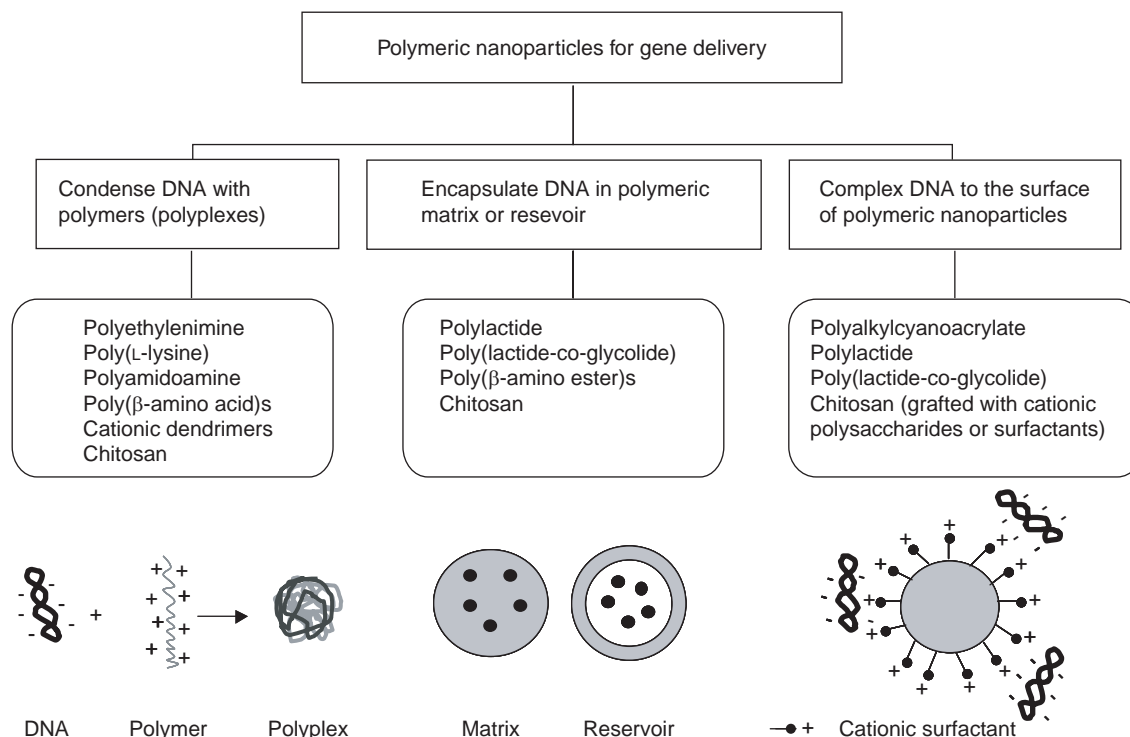 Polymeric nanoparticles for gene delivery
Condense DNA with
polymers (polyplexes)
Encapsulate DNA in polymeric
matrix or resevoir
Complex DNA to the surface
of polymeric nanoparticles
Polyethylenimine
Poly(L-lysine)
Polyamidoamine
Poly(β-amino acid)s
Cationic dendrimers
Chitosan
Polylactide
Poly(lactide-co-glycolide)
Poly(β-amino ester)s
Chitosan
Polyalkylcyanoacrylate
Polylactide
Poly(lactide-co-glycolide)
Chitosan (grafted with cationic
polysaccharides or surfactants)
DNA
Polymer
Polyplex
Matrix
Reservoir
+ Cationic surfactant